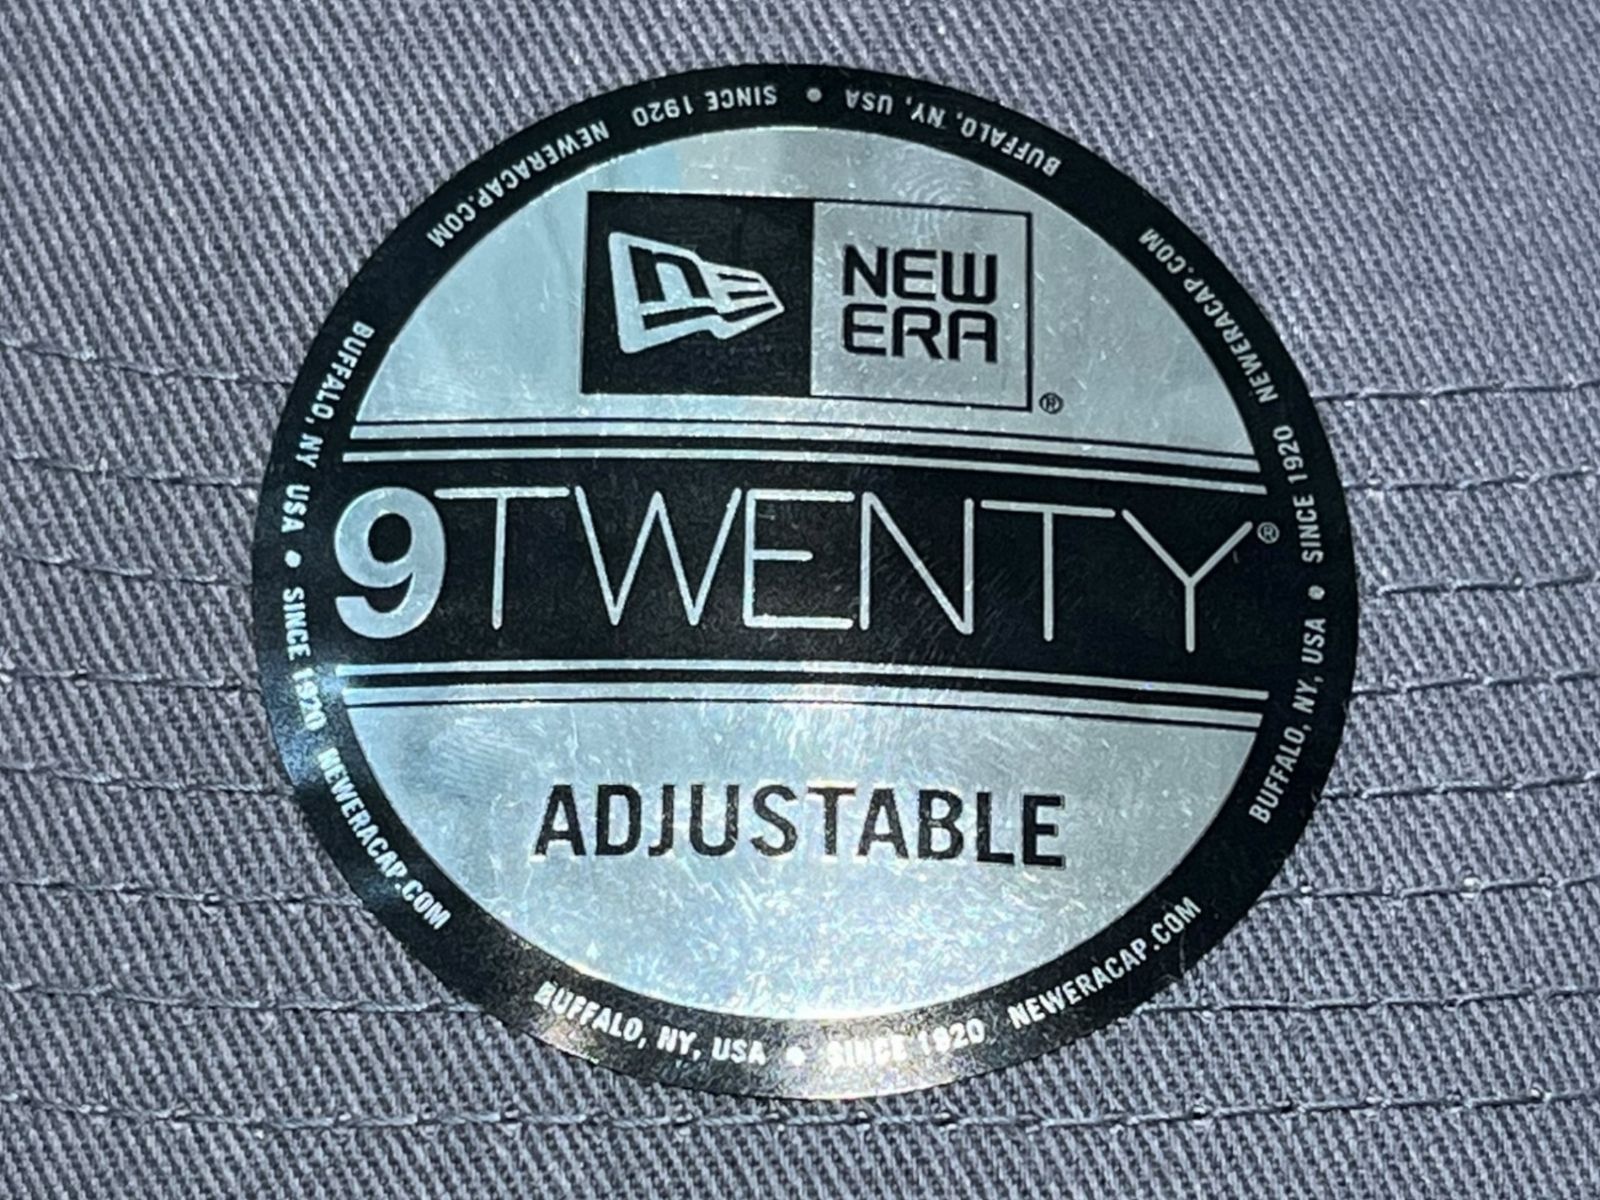 NEW
ERA
®
9TWENTY®
ADJUSTABLE
BUFFALO, NY, USA • SINCE 1920 NEWERACAP.COM
BUFFALO, NY, USA • SINCE 1920 NEWERACAP.COM
BUFFALO, NY USA • SINCE 1920 NEWERACAP.COM
BUFFALO, NY, USA • SINCE 1920 NEWERACAP.COM